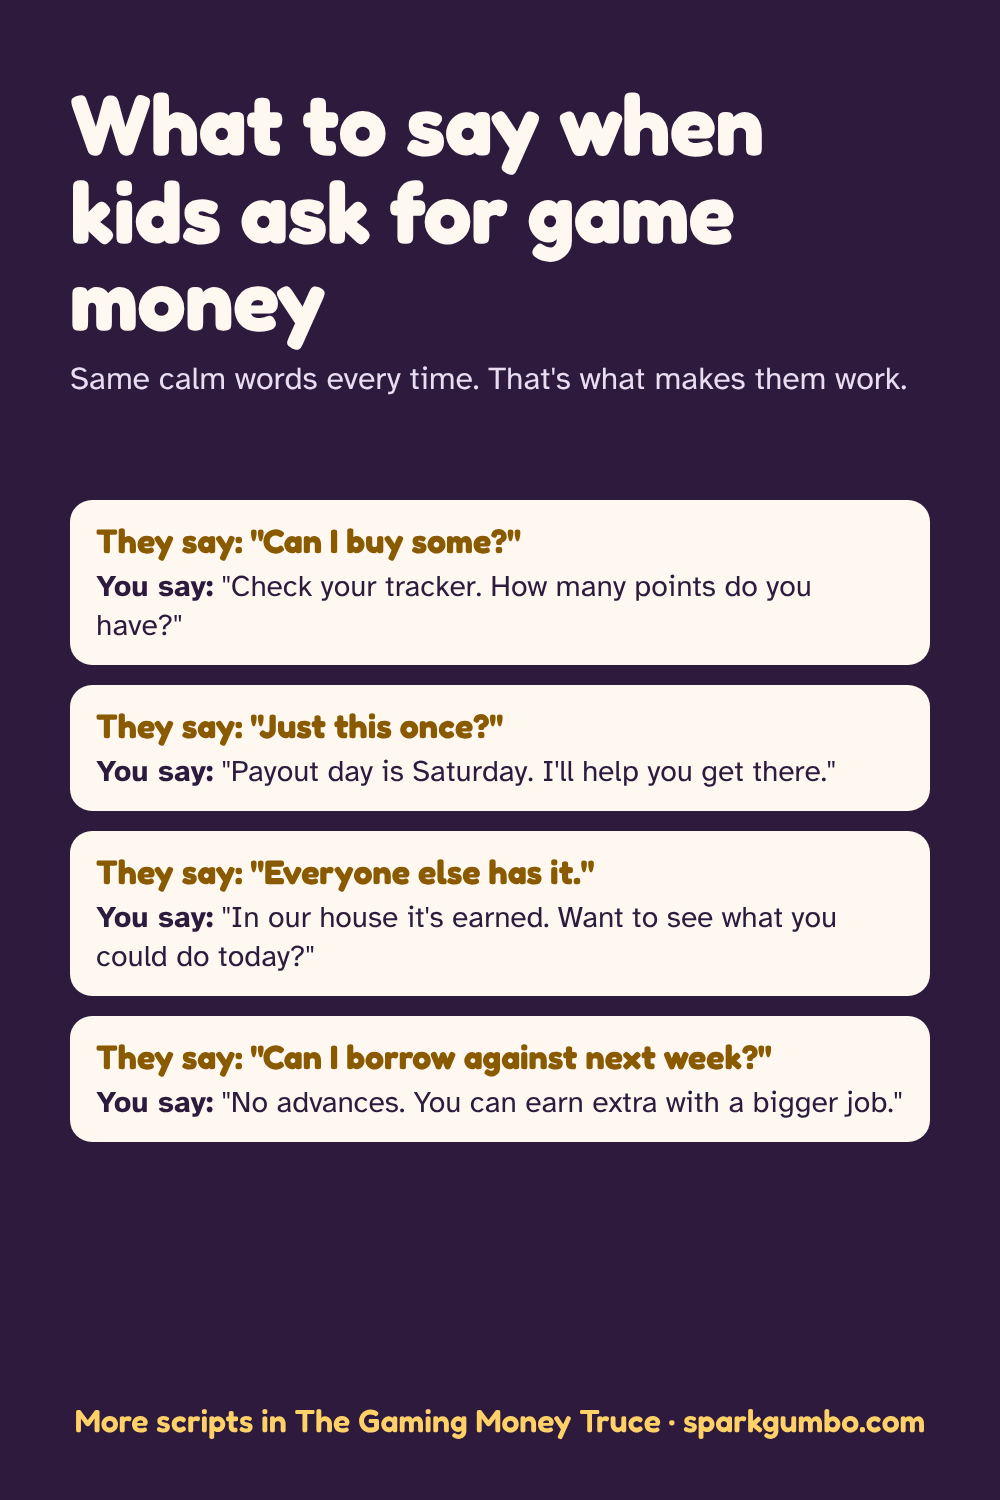 What to say when
kids ask for game
money
Same calm words every time. That's what makes them work.
They say: "Can I buy some?"
You say: "Check your tracker. How many points do you
have?"
They say: "Just this once?"
You say: "Payout day is Saturday. I'll help you get there."
They say: "Everyone else has it."
You say: "In our house it's earned. Want to see what you
could do today?"
They say: "Can I borrow against next week?"
You say: "No advances. You can earn extra with a bigger job."
More scripts in The Gaming Money Truce · sparkgumbo.com